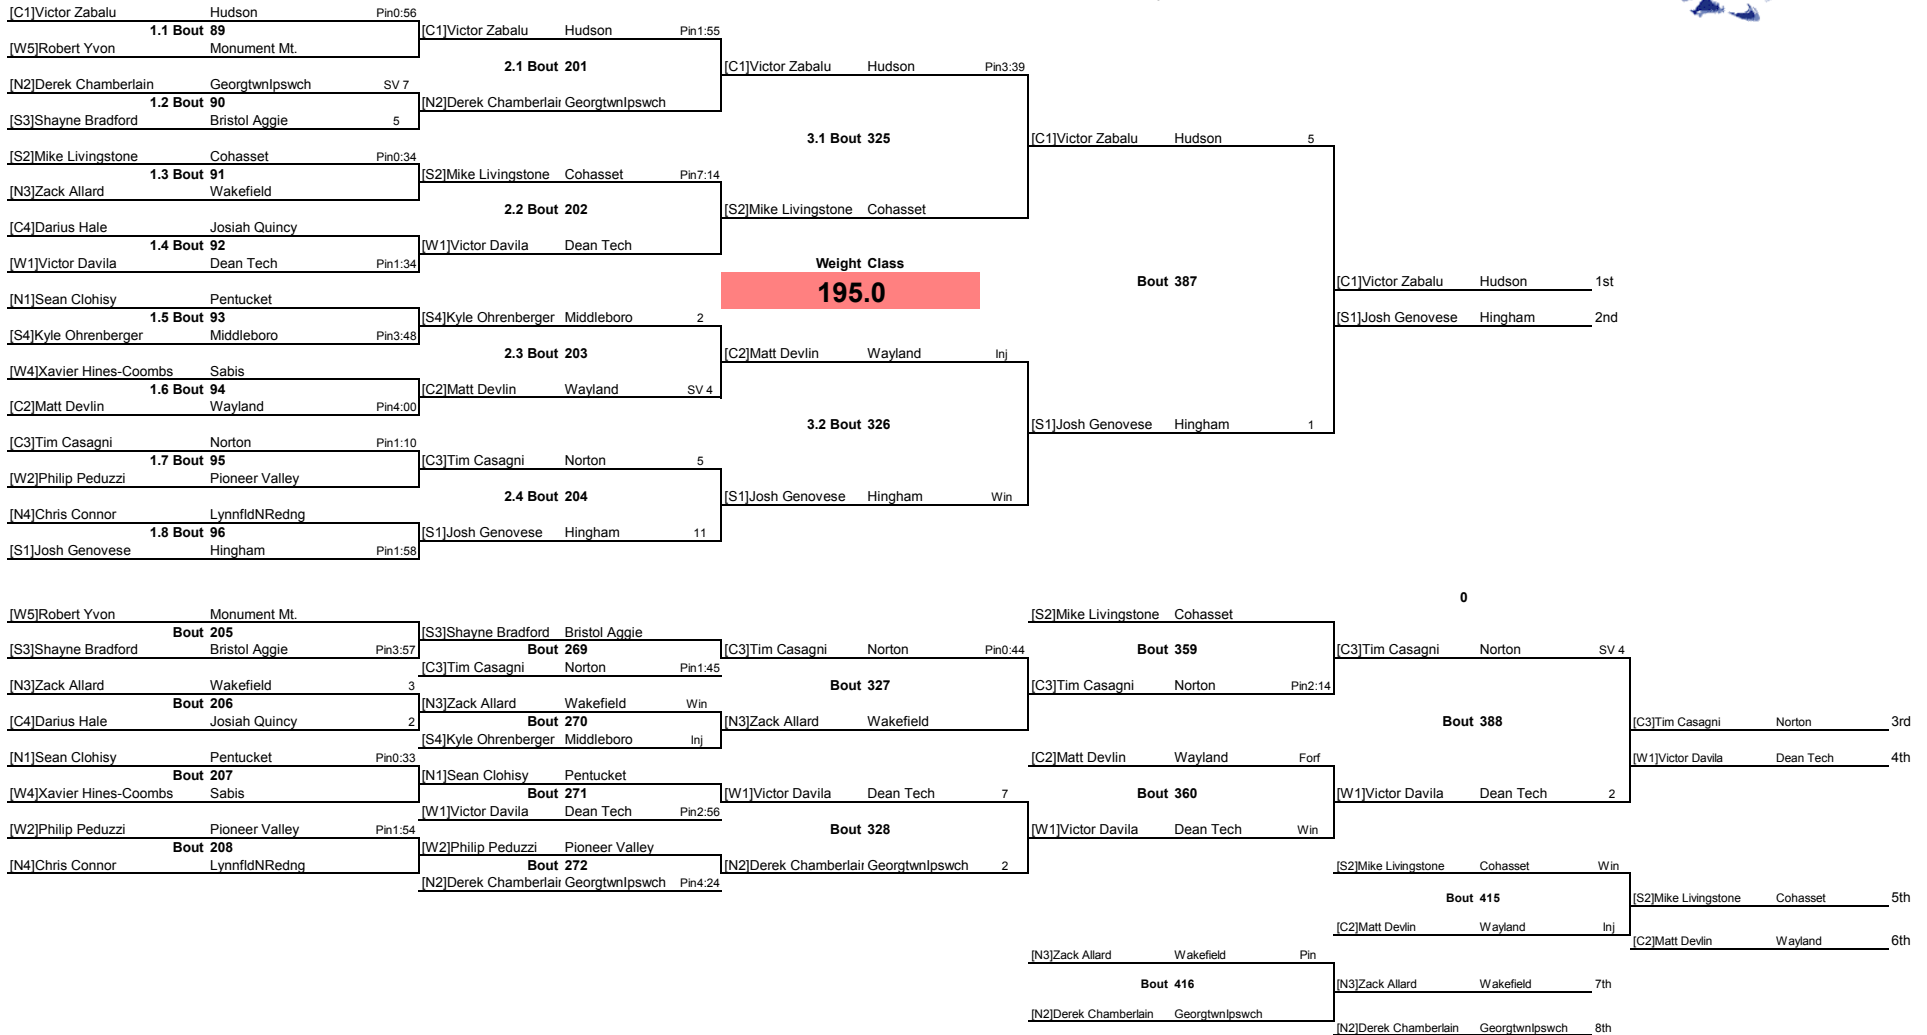 [C1]Victor Zabalu Hudson Pin0:56
1.1 Bout 89
[W5]Robert Yvon Monument Mt.
[N2]Derek Chamberlain GeorgtwnIpswch SV 7
1.2 Bout 90
[S3]Shayne Bradford Bristol Aggie 5
[S2]Mike Livingstone Cohasset Pin0:34
1.3 Bout 91
[N3]Zack Allard Wakefield
[C4]Darius Hale Josiah Quincy
1.4 Bout 92
[W1]Victor Davila Dean Tech Pin1:34
[N1]Sean Clohisy Pentucket
1.5 Bout 93
[S4]Kyle Ohrenberger Middleboro Pin3:48
[W4]Xavier Hines-Coombs Sabis
1.6 Bout 94
[C2]Matt Devlin Wayland Pin4:00
[C3]Tim Casagni Norton Pin1:10
1.7 Bout 95
[W2]Philip Peduzzi Pioneer Valley
[N4]Chris Connor LynnfldNRedng
1.8 Bout 96
[S1]Josh Genovese Hingham Pin1:58
[C1]Victor Zabalu Hudson Pin1:55
2.1 Bout 201
[N2]Derek Chamberlair GeorgtwnIpswch
[S2]Mike Livingstone Cohasset Pin7:14
2.2 Bout 202
[W1]Victor Davila Dean Tech
[S4]Kyle Ohrenberger Middleboro 2
2.3 Bout 203
[C2]Matt Devlin Wayland SV 4
[C3]Tim Casagni Norton 5
2.4 Bout 204
[S1]Josh Genovese Hingham 11
[C1]Victor Zabalu Hudson Pin3:39
3.1 Bout 325
[S2]Mike Livingstone Cohasset
Weight Class
195.0
[C2]Matt Devlin Wayland Inj
3.2 Bout 326
[S1]Josh Genovese Hingham Win
[C1]Victor Zabalu Hudson 5
Bout 387
[S1]Josh Genovese Hingham 1
[C1]Victor Zabalu Hudson 1st
[S1]Josh Genovese Hingham 2nd
[W5]Robert Yvon Monument Mt.
Bout 205
[S3]Shayne Bradford Bristol Aggie Pin3:57
[N3]Zack Allard Wakefield 3
Bout 206
[C4]Darius Hale Josiah Quincy 2
[N1]Sean Clohisy Pentucket Pin0:33
Bout 207
[W4]Xavier Hines-Coombs Sabis
[W2]Philip Peduzzi Pioneer Valley Pin1:54
Bout 208
[N4]Chris Connor LynnfldNRedng
[S3]Shayne Bradford Bristol Aggie
Bout 269
[C3]Tim Casagni Norton Pin1:45
[N3]Zack Allard Wakefield Win
Bout 270
[S4]Kyle Ohrenberger Middleboro Inj
[N1]Sean Clohisy Pentucket
Bout 271
[W1]Victor Davila Dean Tech Pin2:56
[W2]Philip Peduzzi Pioneer Valley
Bout 272
[N2]Derek Chamberlair GeorgtwnIpswch Pin4:24
[C3]Tim Casagni Norton Pin0:44
Bout 327
[N3]Zack Allard Wakefield
[W1]Victor Davila Dean Tech 7
Bout 328
[N2]Derek Chamberlair GeorgtwnIpswch 2
[S2]Mike Livingstone Cohasset
Bout 359
[C3]Tim Casagni Norton Pin2:14
[C2]Matt Devlin Wayland Forf
Bout 360
[W1]Victor Davila Dean Tech Win
0
[C3]Tim Casagni Norton SV 4
Bout 388
[W1]Victor Davila Dean Tech 2
[C3]Tim Casagni Norton 3rd
[W1]Victor Davila Dean Tech 4th
[S2]Mike Livingstone Cohasset Win
Bout 415
[C2]Matt Devlin Wayland Inj
[S2]Mike Livingstone Cohasset 5th
[C2]Matt Devlin Wayland 6th
[N3]Zack Allard Wakefield Pin
Bout 416
[N2]Derek Chamberlain GeorgtwnIpswch
[N3]Zack Allard Wakefield 7th
[N2]Derek Chamberlain GeorgtwnIpswch 8th